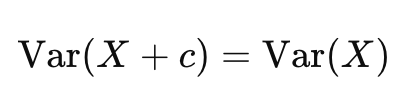 Var(X + c) = Var(X)